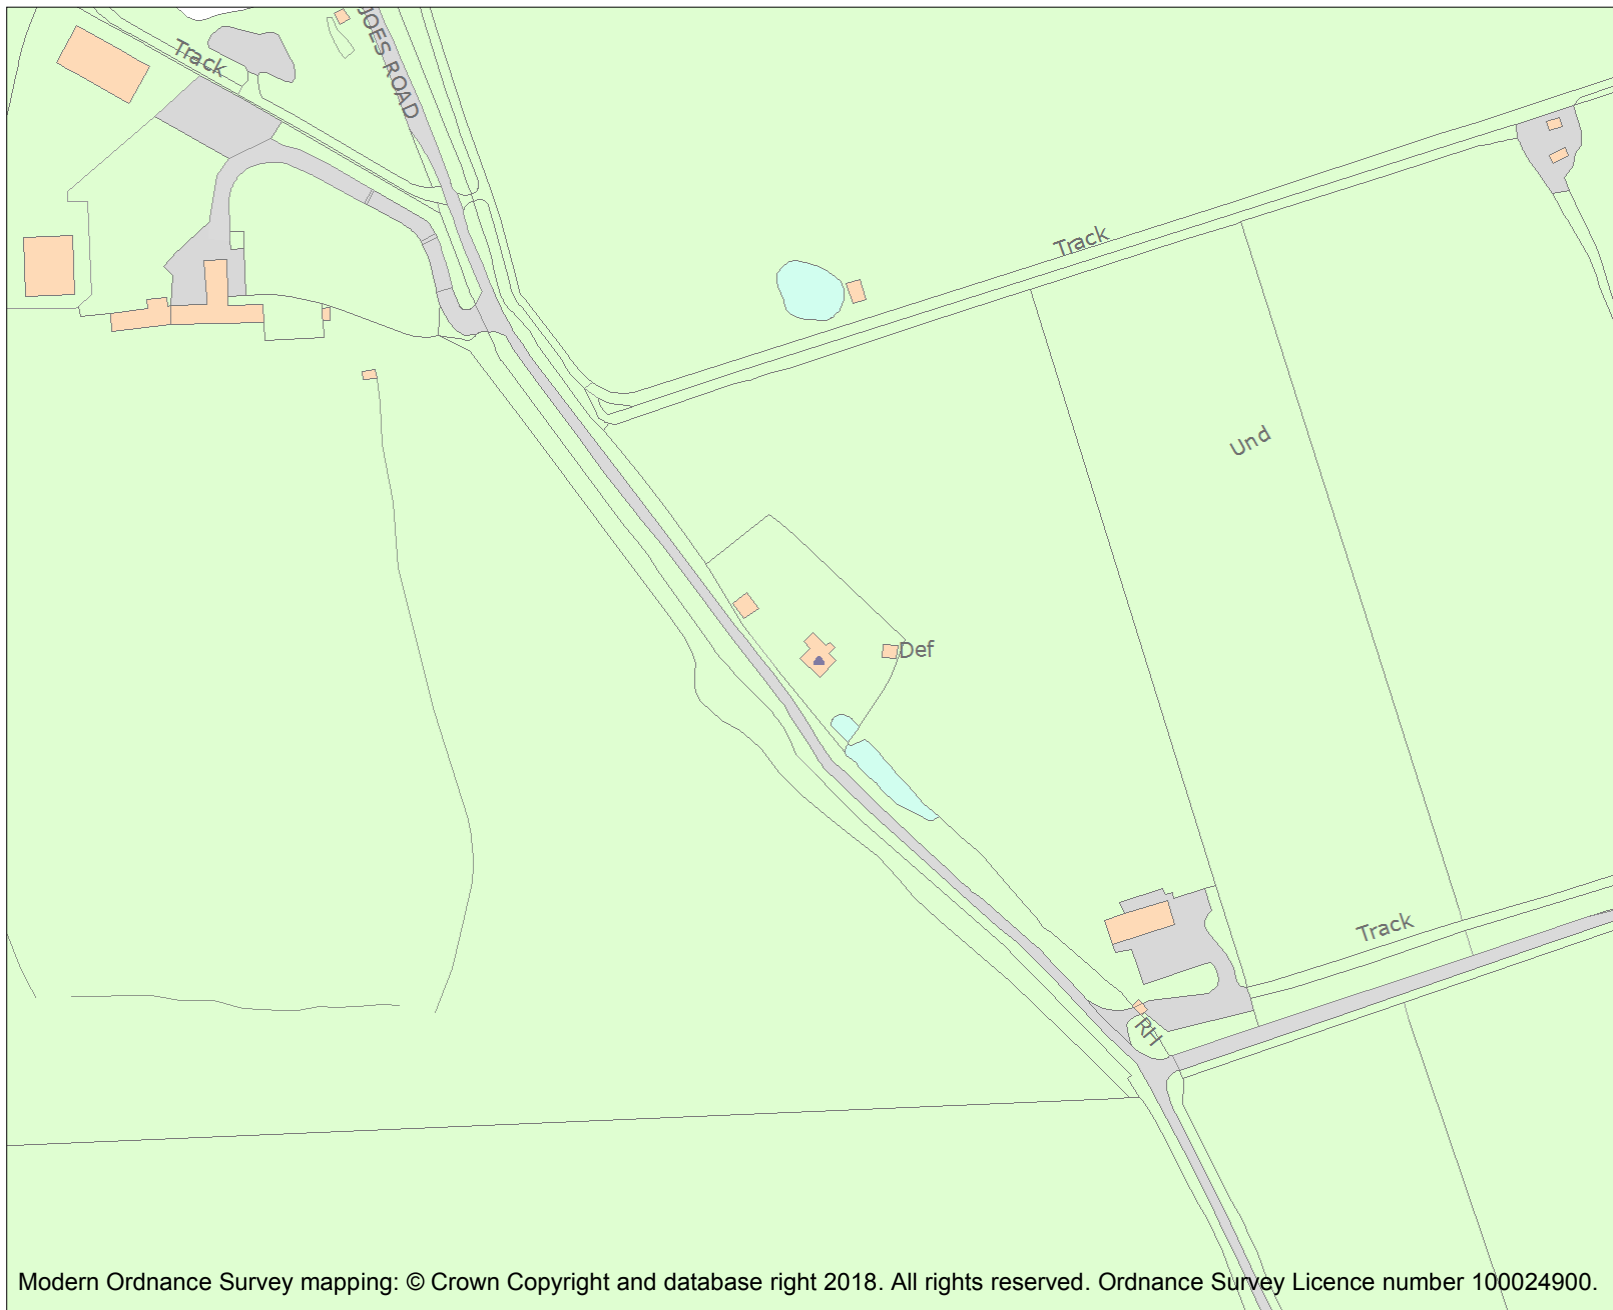 Track
JOES ROAD
Track
Und
Def
Track
RH
Modern Ordnance Survey mapping: © Crown Copyright and database right 2018. All rights reserved. Ordnance Survey Licence number 100024900.